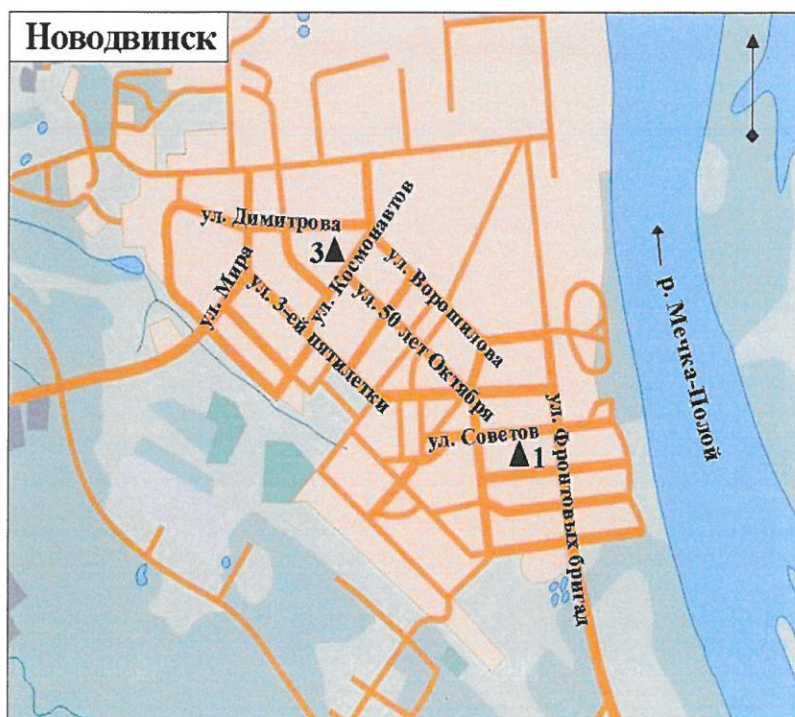 Новодвинск
ул. Димитрова
3
ул. Космонавтов
ул. Мира
ул. Ворошилова
ул. 3-ей пятилетки
ул. 50 лет Октября
р. Мечка-Полой
ул. Советов
1
ул. Фронтовых бригад